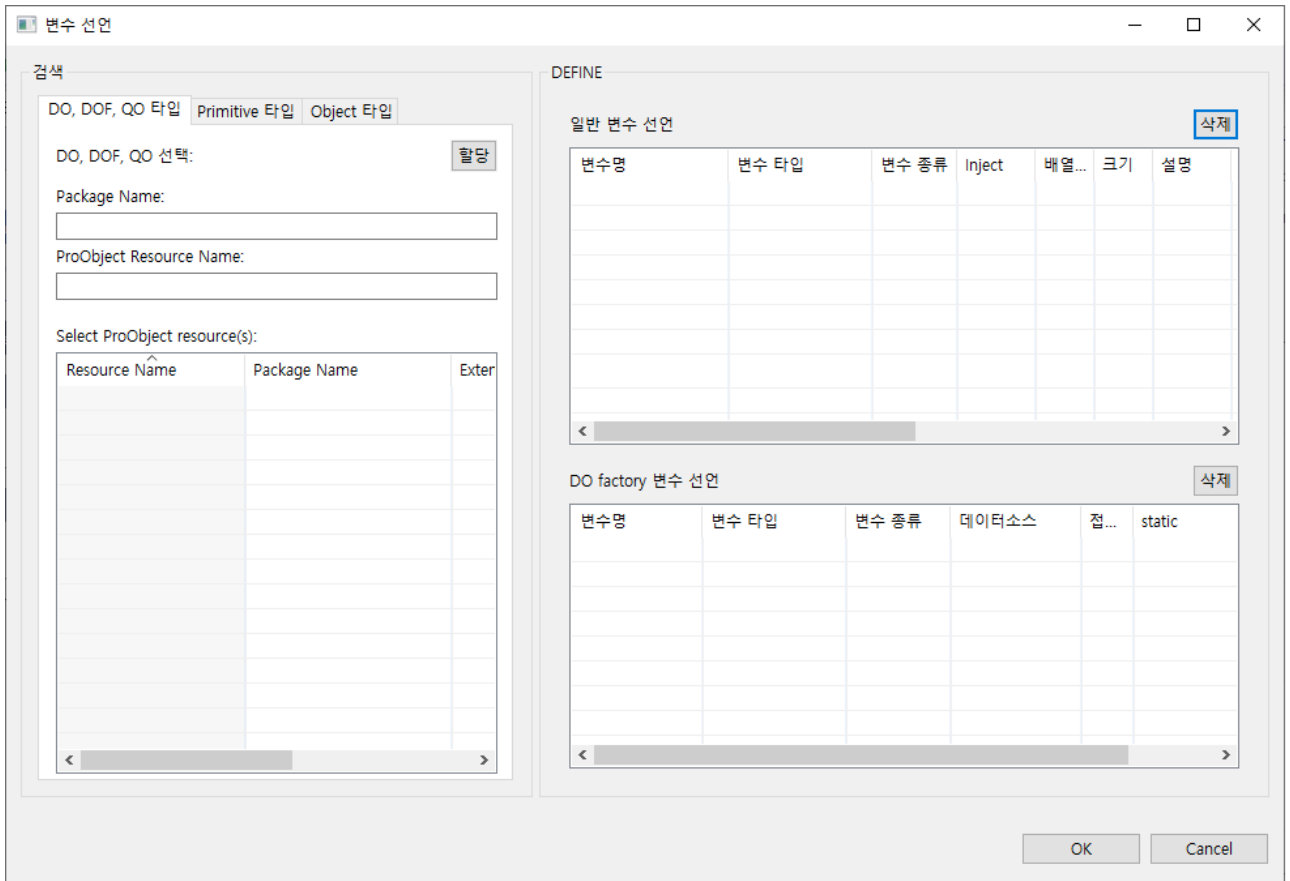 변수 선언
검색
DO, DOF, QO 타입 Primitive 타입 Object 타입
DO, DOF, QO 선택: 할당
Package Name:
ProObject Resource Name:
Select ProObject resource(s):
Resource Name Package Name Exter
DEFINE
일반 변수 선언 삭제
변수명 변수 타입 변수 종류 Inject 배열... 크기 설명
DO factory 변수 선언 삭제
변수명 변수 타입 변수 종류 데이터소스 접... static
OK Cancel